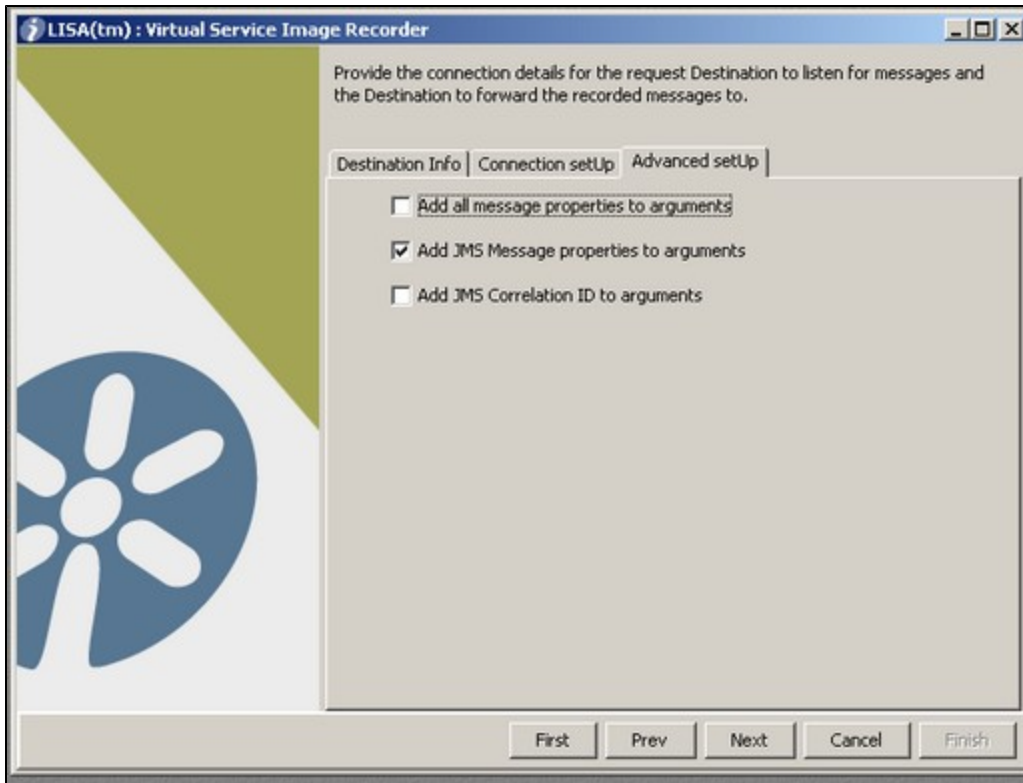 LISA(tm) : Virtual Service Image Recorder
Provide the connection details for the request Destination to listen for messages and
the Destination to forward the recorded messages to.
Destination Info Connection setUp Advanced setUp
Add all message properties to arguments
Add JMS Message properties to arguments
Add JMS Correlation ID to arguments
First Prev Next Cancel Finish